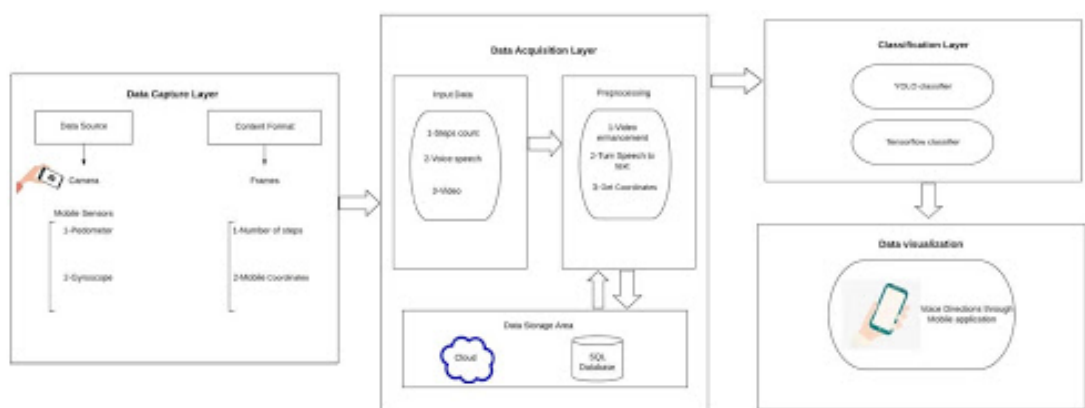 Data Capture Layer
Data Source
Content Format
Camera
Frames
Mobile Sensors
1-Pedometer
2-Gyroscope
1-Number of steps
2-Mobile Coordinates
Data Acquisition Layer
Input Data
1-Steps count
2-Voice speech
3-Video
Preprocessing
1-Video
enhancement
2-Turn Speech to
text
3- Get Coordinates
Data Storage Area
Cloud
SQL
Database
Classification Layer
YOLO classifier
Tensorflow classifier
Data visualization
Voice Directions through
Mobile application